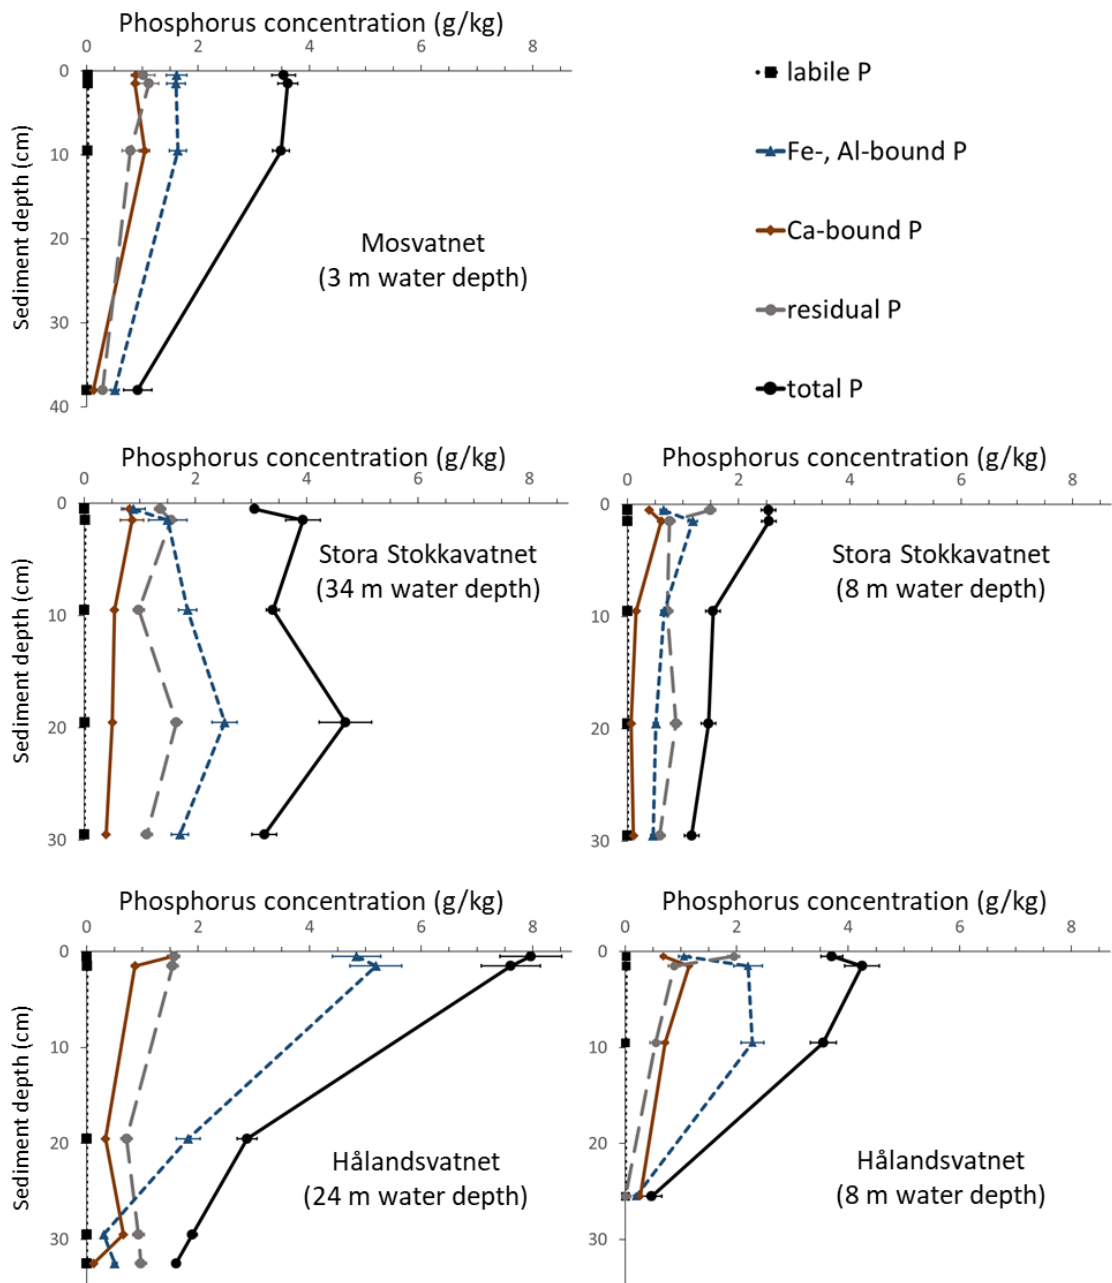 Phosphorus concentration (g/kg)
0 2 4 6 8
0
10
20
30
40
Sediment depth (cm)
Mosvatnet
(3 m water depth)
labile P
Fe-, Al-bound P
Ca-bound P
residual P
total P
Phosphorus concentration (g/kg)
0 2 4 6 8
0
10
20
30
Sediment depth (cm)
Stora Stokkavatnet
(34 m water depth)
Phosphorus concentration (g/kg)
0 2 4 6 8
0
10
20
30
Stora Stokkavatnet
(8 m water depth)
Phosphorus concentration (g/kg)
0 2 4 6 8
0
10
20
30
Sediment depth (cm)
Hålandsvatnet
(24 m water depth)
Phosphorus concentration (g/kg)
0 2 4 6 8
0
10
20
30
Hålandsvatnet
(8 m water depth)